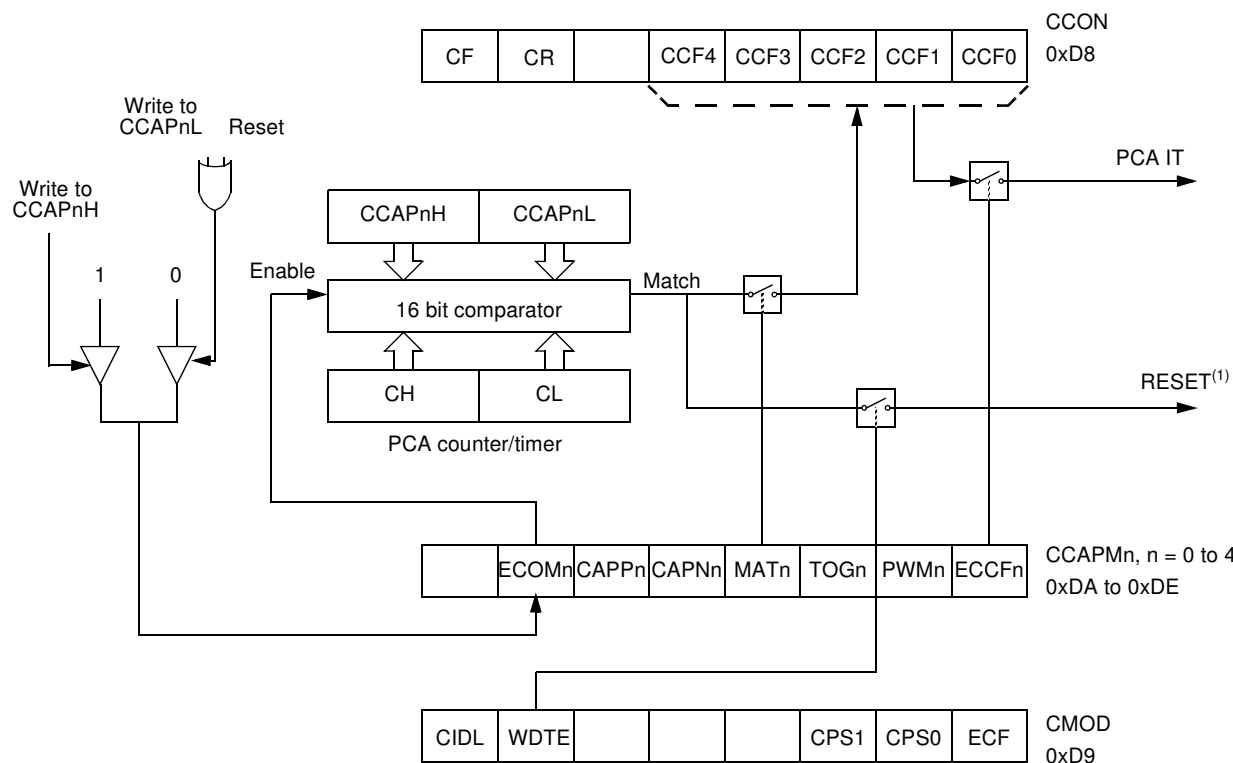 CCON
0xD8
CF CR CCF4 CCF3 CCF2 CCF1 CCF0
Write to
CCAPnL Reset
PCA IT
Write to
CCAPnH
CCAPnH CCAPnL
1 0
Enable
Match
16 bit comparator
RESET(1)
CH CL
PCA counter/timer
ECOMn CAPPn CAPNn MATn TOGn PWMn ECCFn
CCAPMn, n = 0 to 4
0xDA to 0xDE
CIDL WDTE CPS1 CPS0 ECF
CMOD
0xD9